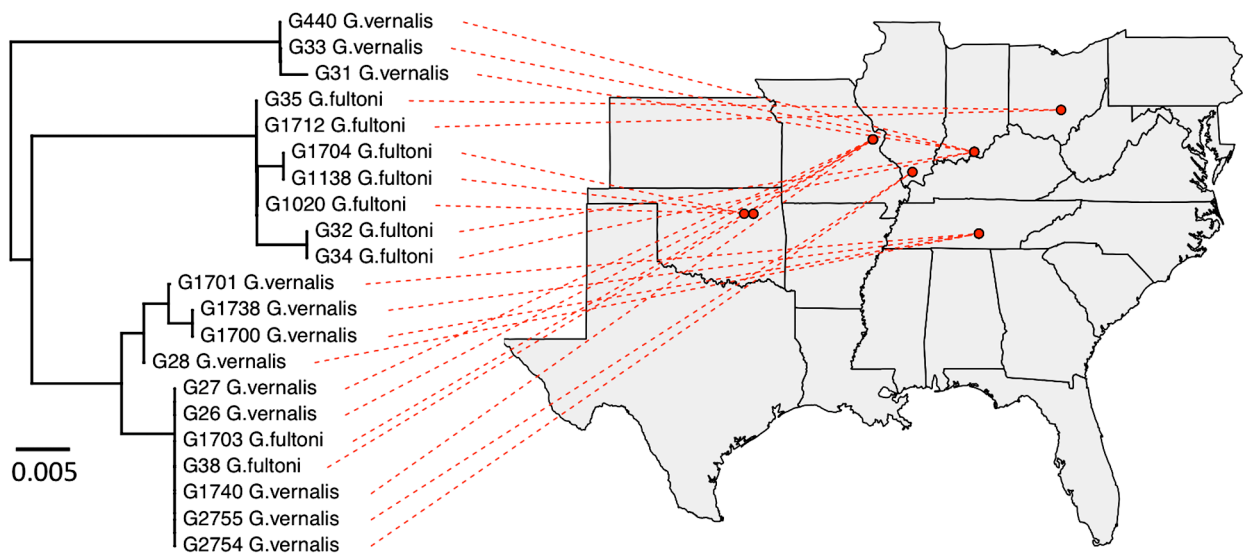 G440 G.vernalis
G33 G.vernalis
G31 G.vernalis
G35 G.fultoni
G1712 G.fultoni
G1704 G.fultoni
G1138 G.fultoni
G1020 G.fultoni
G32 G.fultoni
G34 G.fultoni
G1701 G.vernalis
G1738 G.vernalis
G1700 G.vernalis
G28 G.vernalis
G27 G.vernalis
G26 G.vernalis
G1703 G.fultoni
G38 G.fultoni
G1740 G.vernalis
G2755 G.vernalis
G2754 G.vernalis
0.005